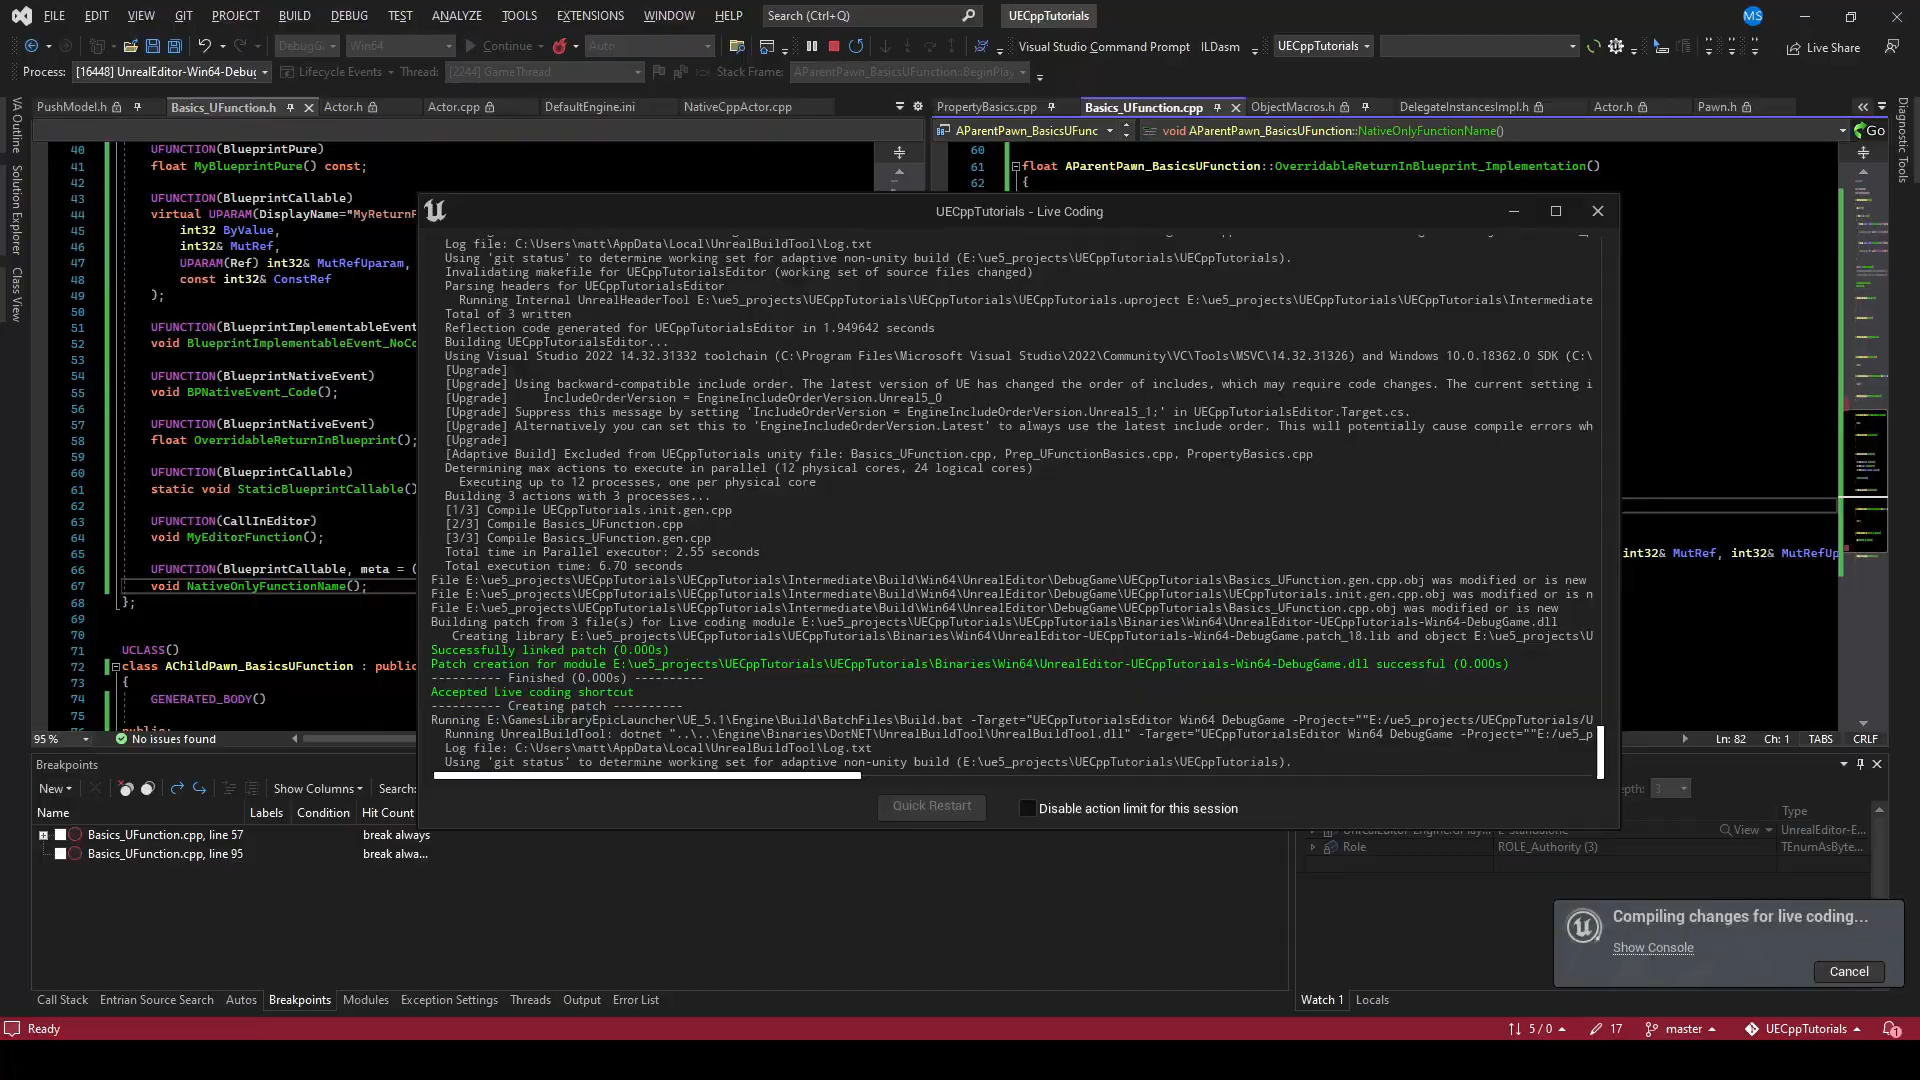 FILE EDIT VIEW GIT PROJECT BUILD DEBUG TEST ANALYZE TOOLS EXTENSIONS WINDOW HELP Search (Ctrl+Q) UECppTutorials MS
DebugG Win64 Continue Auto Visual Studio Command Prompt ILDasm UECppTutorials Live Share
Process: [16448] UnrealEditor-Win64-Debuç Lifecycle Events Thread: [2244] GameThread Stack Frame: AParentPawn_BasicsUFunction::BeginPlay
PushModel.h Basics_UFunction.h Actor.h Actor.cpp DefaultEngine.ini NativeCppActor.cpp
PropertyBasics.cpp Basics_UFunction.cpp ObjectMacros.h DelegateInstancesImpl.h Actor.h Pawn.h
AParentPawn_BasicsUFunc void AParentPawn_BasicsUFunction::NativeOnlyFunctionName() Go
VA Outline
Solution Explorer
Class View
Diagnostic Tools
40 UFUNCTION(BlueprintPure)
41 float MyBlueprintPure() const;
42
43 UFUNCTION(BlueprintCallable)
44 virtual UPARAM(DisplayName="MyReturnF
45 int32 ByValue,
46 int32& MutRef,
47 UPARAM(Ref) int32& MutRefUparam,
48 const int32& ConstRef
49 );
50
51 UFUNCTION(BlueprintImplementableEvent
52 void BlueprintImplementableEvent_NoCo
53
54 UFUNCTION(BlueprintNativeEvent)
55 void BPNativeEvent_Code();
56
57 UFUNCTION(BlueprintNativeEvent)
58 float OverridableReturnInBlueprint();
59
60 UFUNCTION(BlueprintCallable)
61 static void StaticBlueprintCallable()
62
63 UFUNCTION(CallInEditor)
64 void MyEditorFunction();
65
66 UFUNCTION(BlueprintCallable, meta = (
67 void NativeOnlyFunctionName();
68 };
69
70
71 UCLASS()
72 class AChildPawn_BasicsUFunction : public
73 {
74 GENERATED_BODY()
75
60
61 float AParentPawn_BasicsUFunction::OverridableReturnInBlueprint_Implementation()
62 {
int32& MutRef, int32& MutRefUp
UECppTutorials - Live Coding
Log file: C:\Users\matt\AppData\Local\UnrealBuildTool\Log.txt
Using 'git status' to determine working set for adaptive non-unity build (E:\ue5_projects\UECppTutorials\UECppTutorials).
Invalidating makefile for UECppTutorialsEditor (working set of source files changed)
Parsing headers for UECppTutorialsEditor
Running Internal UnrealHeaderTool E:\ue5_projects\UECppTutorials\UECppTutorials\UECppTutorials.uproject E:\ue5_projects\UECppTutorials\UECppTutorials\Intermediate
Total of 3 written
Reflection code generated for UECppTutorialsEditor in 1.949642 seconds
Building UECppTutorialsEditor...
Using Visual Studio 2022 14.32.31332 toolchain (C:\Program Files\Microsoft Visual Studio\2022\Community\VC\Tools\MSVC\14.32.31326) and Windows 10.0.18362.0 SDK (C:\
[Upgrade]
[Upgrade] Using backward-compatible include order. The latest version of UE has changed the order of includes, which may require code changes. The current setting i
[Upgrade] IncludeOrderVersion = EngineIncludeOrderVersion.Unreal5_0
[Upgrade] Suppress this message by setting 'IncludeOrderVersion = EngineIncludeOrderVersion.Unreal5_1;' in UECppTutorialsEditor.Target.cs.
[Upgrade] Alternatively you can set this to 'EngineIncludeOrderVersion.Latest' to always use the latest include order. This will potentially cause compile errors wh
[Upgrade]
[Adaptive Build] Excluded from UECppTutorials unity file: Basics_UFunction.cpp, Prep_UFunctionBasics.cpp, PropertyBasics.cpp
Determining max actions to execute in parallel (12 physical cores, 24 logical cores)
Executing up to 12 processes, one per physical core
Building 3 actions with 3 processes...
[1/3] Compile UECppTutorials.init.gen.cpp
[2/3] Compile Basics_UFunction.cpp
[3/3] Compile Basics_UFunction.gen.cpp
Total time in Parallel executor: 2.55 seconds
Total execution time: 6.70 seconds
File E:\ue5_projects\UECppTutorials\UECppTutorials\Intermediate\Build\Win64\UnrealEditor\DebugGame\UECppTutorials\Basics_UFunction.gen.cpp.obj was modified or is new
File E:\ue5_projects\UECppTutorials\UECppTutorials\Intermediate\Build\Win64\UnrealEditor\DebugGame\UECppTutorials\UECppTutorials.init.gen.cpp.obj was modified or is n
File E:\ue5_projects\UECppTutorials\UECppTutorials\Intermediate\Build\Win64\UnrealEditor\DebugGame\UECppTutorials\Basics_UFunction.cpp.obj was modified or is new
Building patch from 3 file(s) for Live coding module E:\ue5_projects\UECppTutorials\UECppTutorials\Binaries\Win64\UnrealEditor-UECppTutorials-Win64-DebugGame.dll
Creating library E:\ue5_projects\UECppTutorials\UECppTutorials\Binaries\Win64\UnrealEditor-UECppTutorials-Win64-DebugGame.patch_18.lib and object E:\ue5_projects\U
Successfully linked patch (0.000s)
Patch creation for module E:\ue5_projects\UECppTutorials\UECppTutorials\Binaries\Win64\UnrealEditor-UECppTutorials-Win64-DebugGame.dll successful (0.000s)
---------- Finished (0.000s) ----------
Accepted Live coding shortcut
---------- Creating patch ----------
Running E:\GamesLibraryEpicLauncher\UE_5.1\Engine\Build\BatchFiles\Build.bat -Target="UECppTutorialsEditor Win64 DebugGame -Project=""E:/ue5_projects/UECppTutorials/U
Running UnrealBuildTool: dotnet "..\..\Engine\Binaries\DotNET\UnrealBuildTool\UnrealBuildTool.dll" -Target="UECppTutorialsEditor Win64 DebugGame -Project=""E:/ue5_p
Log file: C:\Users\matt\AppData\Local\UnrealBuildTool\Log.txt
Using 'git status' to determine working set for adaptive non-unity build (E:\ue5_projects\UECppTutorials\UECppTutorials).
Quick Restart Disable action limit for this session
95 % No issues found
Ln: 82 Ch: 1 TABS CRLF
Breakpoints
New Show Columns Search:
Name Labels Condition Hit Count
Basics_UFunction.cpp, line 57 break always
Basics_UFunction.cpp, line 95 break alwa...
epth: 3
Type
View UnrealEditor-E...
Role ROLE_Authority (3) TEnumAsByte...
Compiling changes for live coding...
Show Console
Cancel
Call Stack Entrian Source Search Autos Breakpoints Modules Exception Settings Threads Output Error List
Watch 1 Locals
Ready 5 / 0 17 master UECppTutorials 1